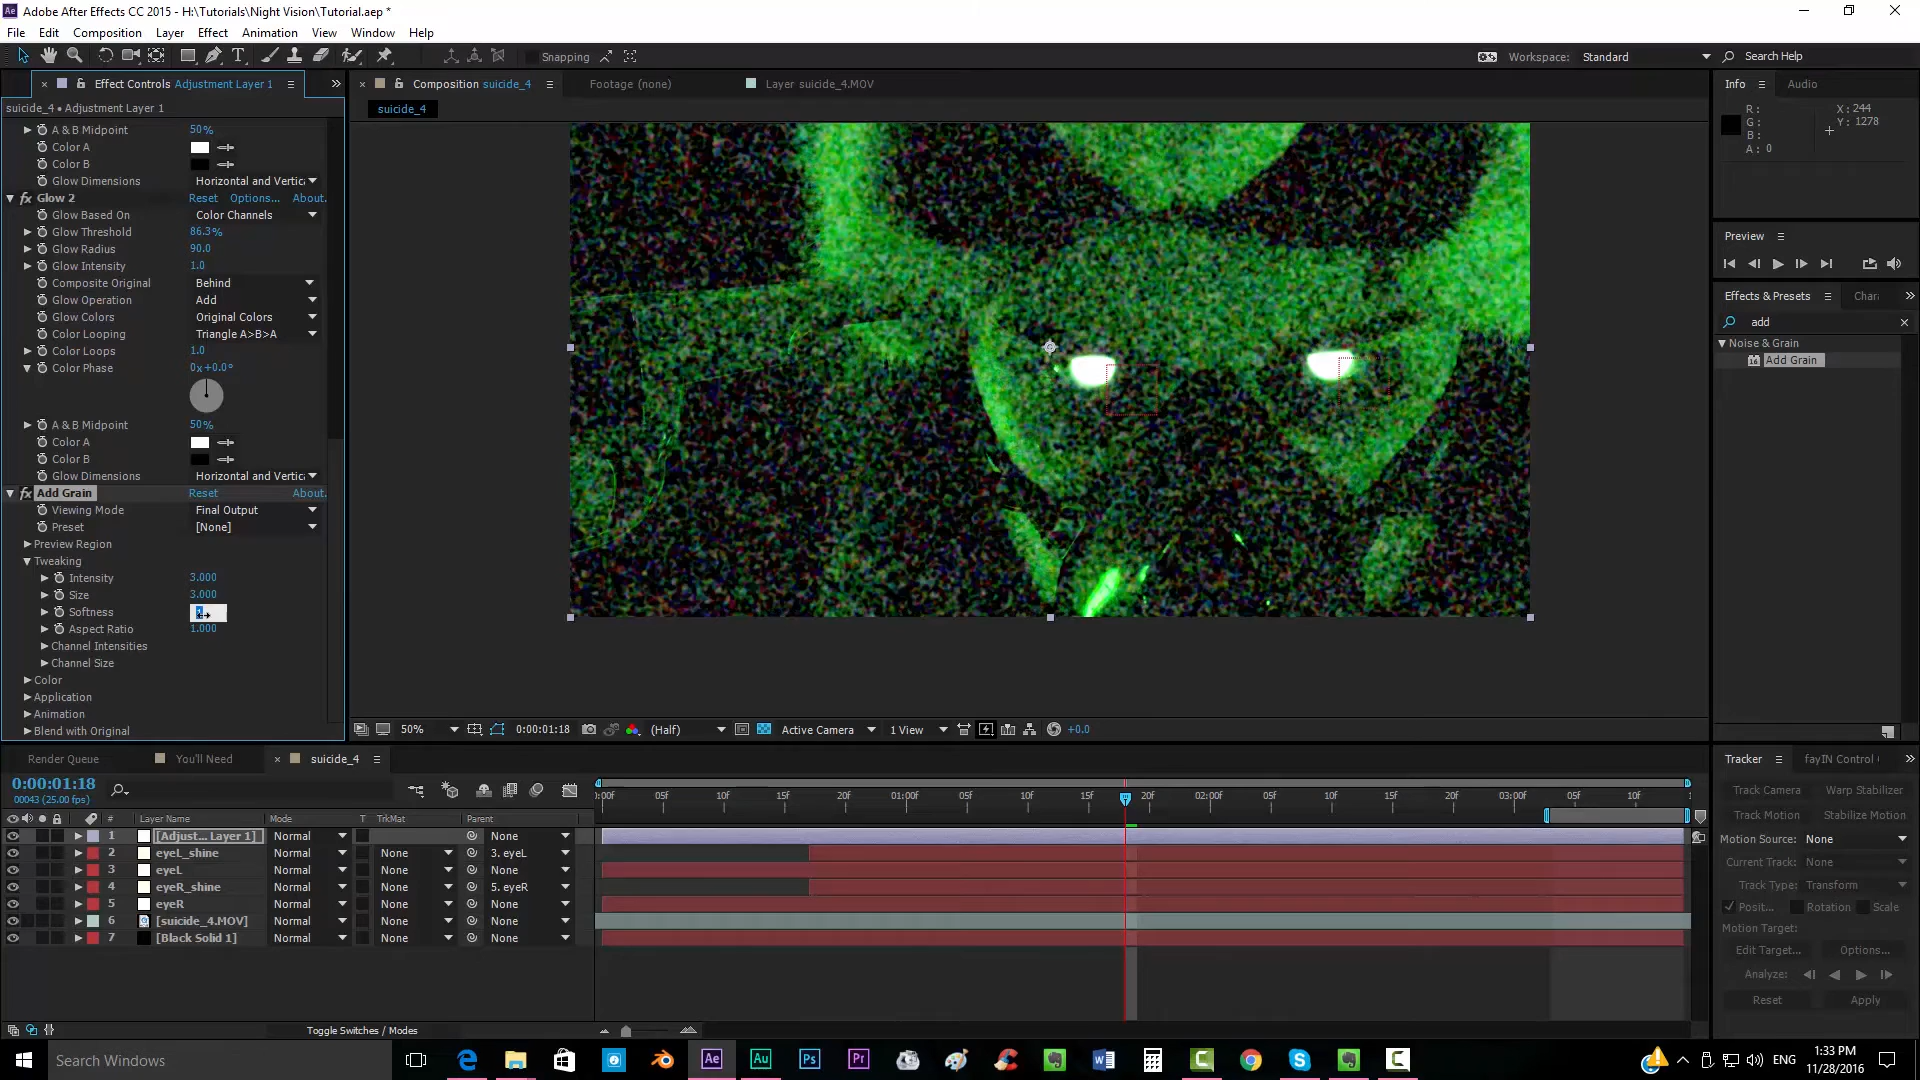 Adobe After Effects CC 2015 - H:\Tutorials\Night Vision\Tutorial.aep *
File Edit Composition Layer Effect Animation View Window Help
Snapping
Workspace: Standard
Search Help
Effect Controls Adjustment Layer 1
suicide_4 • Adjustment Layer 1
A & B Midpoint 50%
Color A
Color B
Glow Dimensions Horizontal and Vertic
fx Glow 2 Reset Options... About.
Glow Based On Color Channels
Glow Threshold 86.3%
Glow Radius 90.0
Glow Intensity 1.0
Composite Original Behind
Glow Operation Add
Glow Colors Original Colors
Color Looping Triangle A>B>A
Color Loops 1.0
Color Phase 0x+0.0°
A & B Midpoint 50%
Color A
Color B
Glow Dimensions Horizontal and Vertic
fx Add Grain Reset About.
Viewing Mode Final Output
Preset [None]
Preview Region
Tweaking
Intensity 3.000
Size 3.000
Softness
Aspect Ratio 1.000
Channel Intensities
Channel Size
Color
Application
Animation
Blend with Original
Composition suicide_4
Footage (none)
Layer suicide_4.MOV
suicide_4
50% 0:00:01:18 (Half) Active Camera 1 View +0.0
Info Audio
R: X: 244
G: Y: 1278
B:
A: 0
Preview
Effects & Presets Char
add
Noise & Grain
Add Grain
Render Queue You'll Need suicide_4
0:00:01:18
00043 (25.00 fps)
# Layer Name Mode T TrkMat Parent
1 [Adjust... Layer 1] Normal None
2 eyeL_shine Normal None 3. eyeL
3 eyeL Normal None None
4 eyeR_shine Normal None 5. eyeR
5 eyeR Normal None None
6 [suicide_4.MOV] Normal None None
7 [Black Solid 1] Normal None None
Toggle Switches / Modes
):00f 05f 10f 15f 20f 01:00f 05f 10f 15f 20f 02:00f 05f 10f 15f 20f 03:00f 05f 10f
Tracker fayIN Control
Track Camera Warp Stabilizer
Track Motion Stabilize Motion
Motion Source: None
Current Track: None
Track Type: Transform
Posit... Rotation Scale
Motion Target:
Edit Target... Options...
Analyze:
Reset Apply
Search Windows
Ae Au Ps Pr
ENG
1:33 PM
11/28/2016